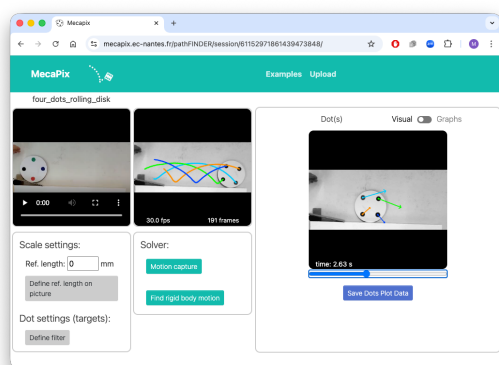 Mecapix
mecapix.ec-nantes.fr/pathFINDER/session/61152971861439473848/
M
MecaPix
Examples Upload
four_dots_rolling_disk
0:00
30.0 fps 191 frames
Dot(s) Visual Graphs
time: 2.63 s
Save Dots Plot Data
Scale settings:
Ref. length: 0 mm
Define ref. length on
picture
Dot settings (targets):
Define filter
Solver:
Motion capture
Find rigid body motion